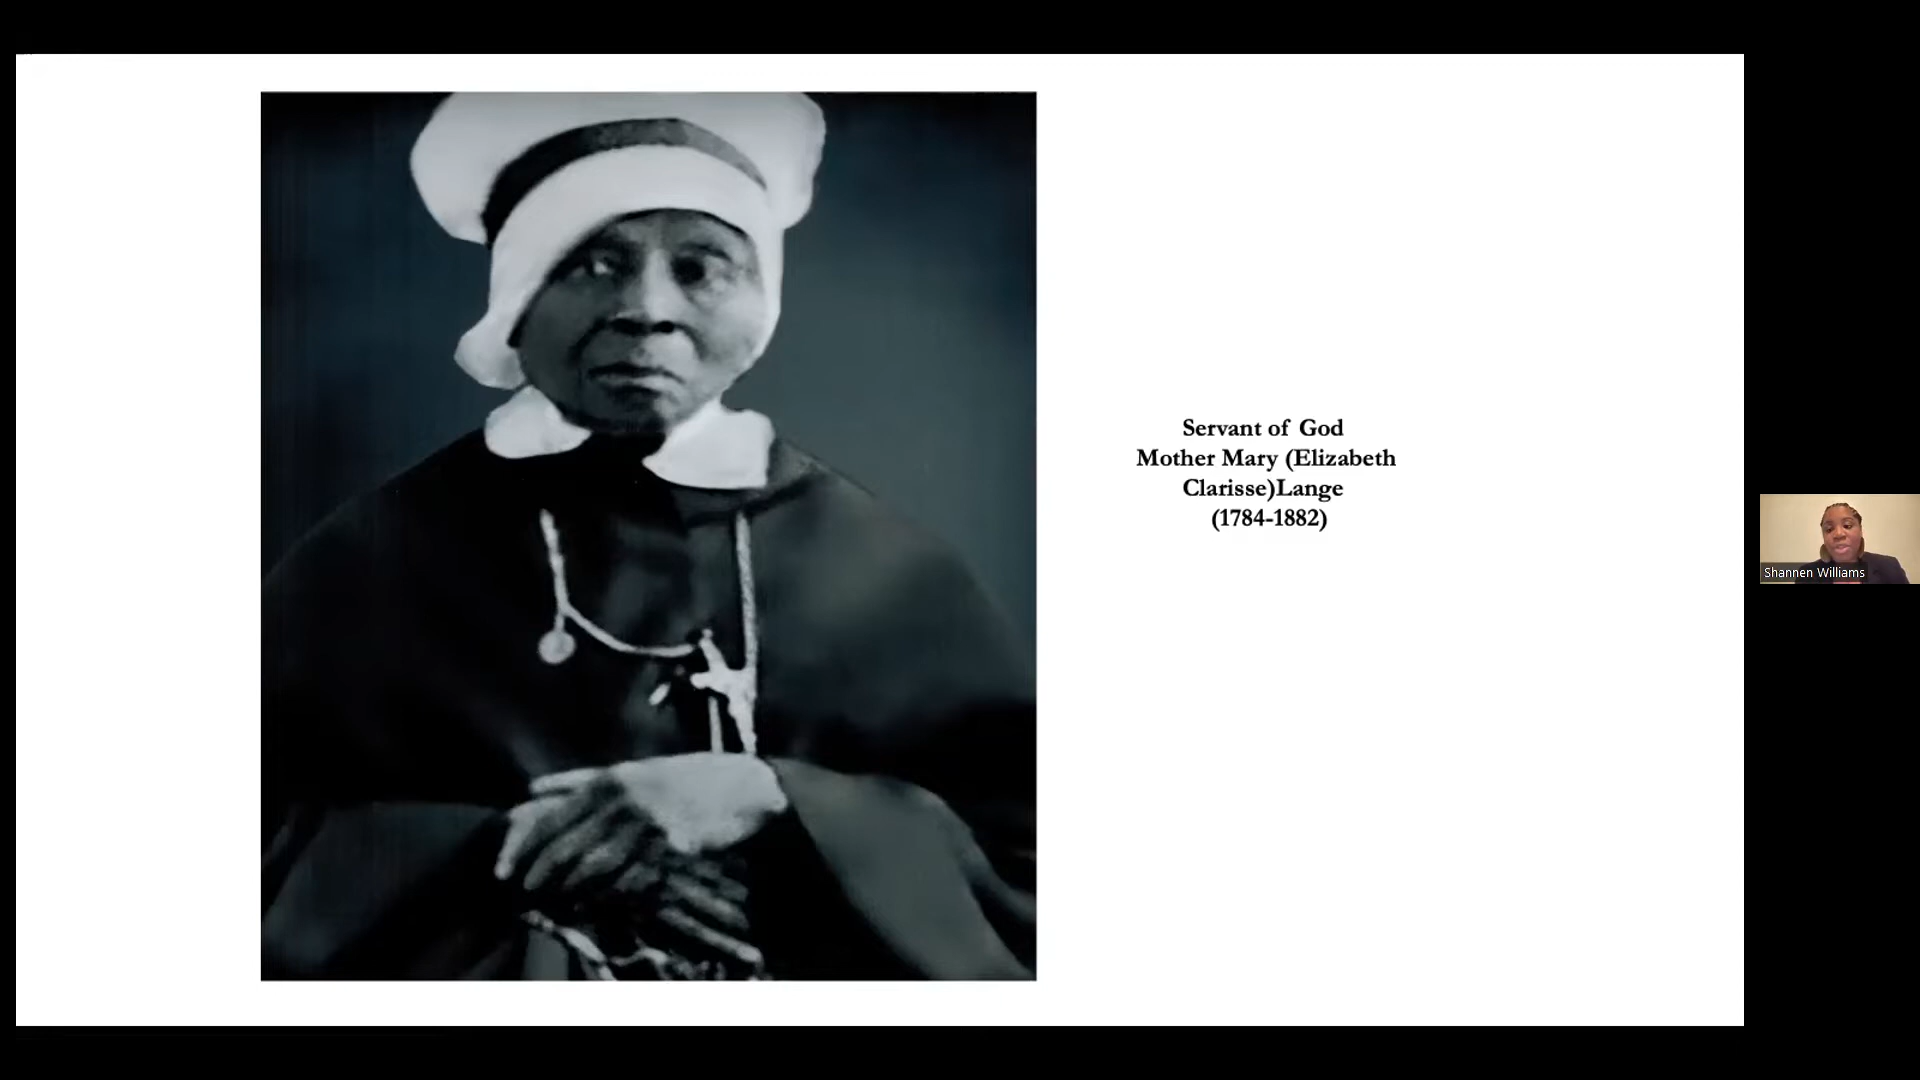 Servant of God
Mother Mary (Elizabeth
Clarisse)Lange
(1784-1882)
Shannen Williams